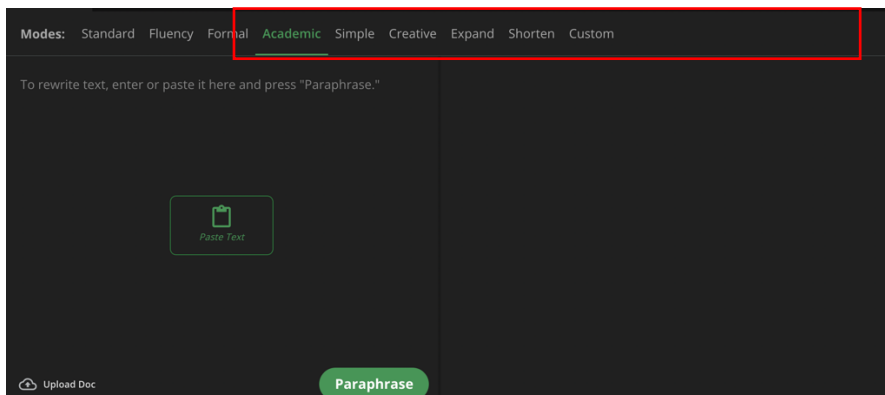 Modes: Standard Fluency Formal Academic Simple Creative Expand Shorten Custom
To rewrite text, enter or paste it here and press "Paraphrase."
Paste Text
Upload Doc Paraphrase